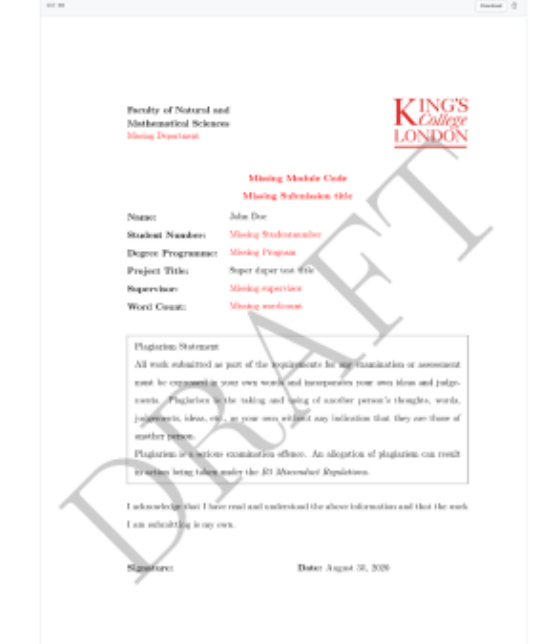 Download
Faculty of Natural and
Mathematical Sciences
Missing Department
KING'S
College
LONDON
Missing Module Code
Missing Submission title
Name: John Doe
Student Number: Missing Studentnumber
Degree Programme: Missing Program
Project Title: Super duper test title
Supervisor: Missing supervisor
Word Count: Missing wordcount
Plagiarism Statement
All work submitted as part of the requirements for any examination or assessment
must be expressed in your own words and incorporates your own ideas and judge-
ments. Plagiarism is the taking and using of another person's thoughts, words,
judgements, ideas, etc., as your own without any indication that they are those of
another person.
Plagiarism is a serious examination offence. An allegation of plagiarism can result
in action being taken under the B3 Misconduct Regulations.
I acknowledge that I have read and understood the above information and that the work
I am submitting is my own.
Signature: Date: August 31, 2020
DRAFT